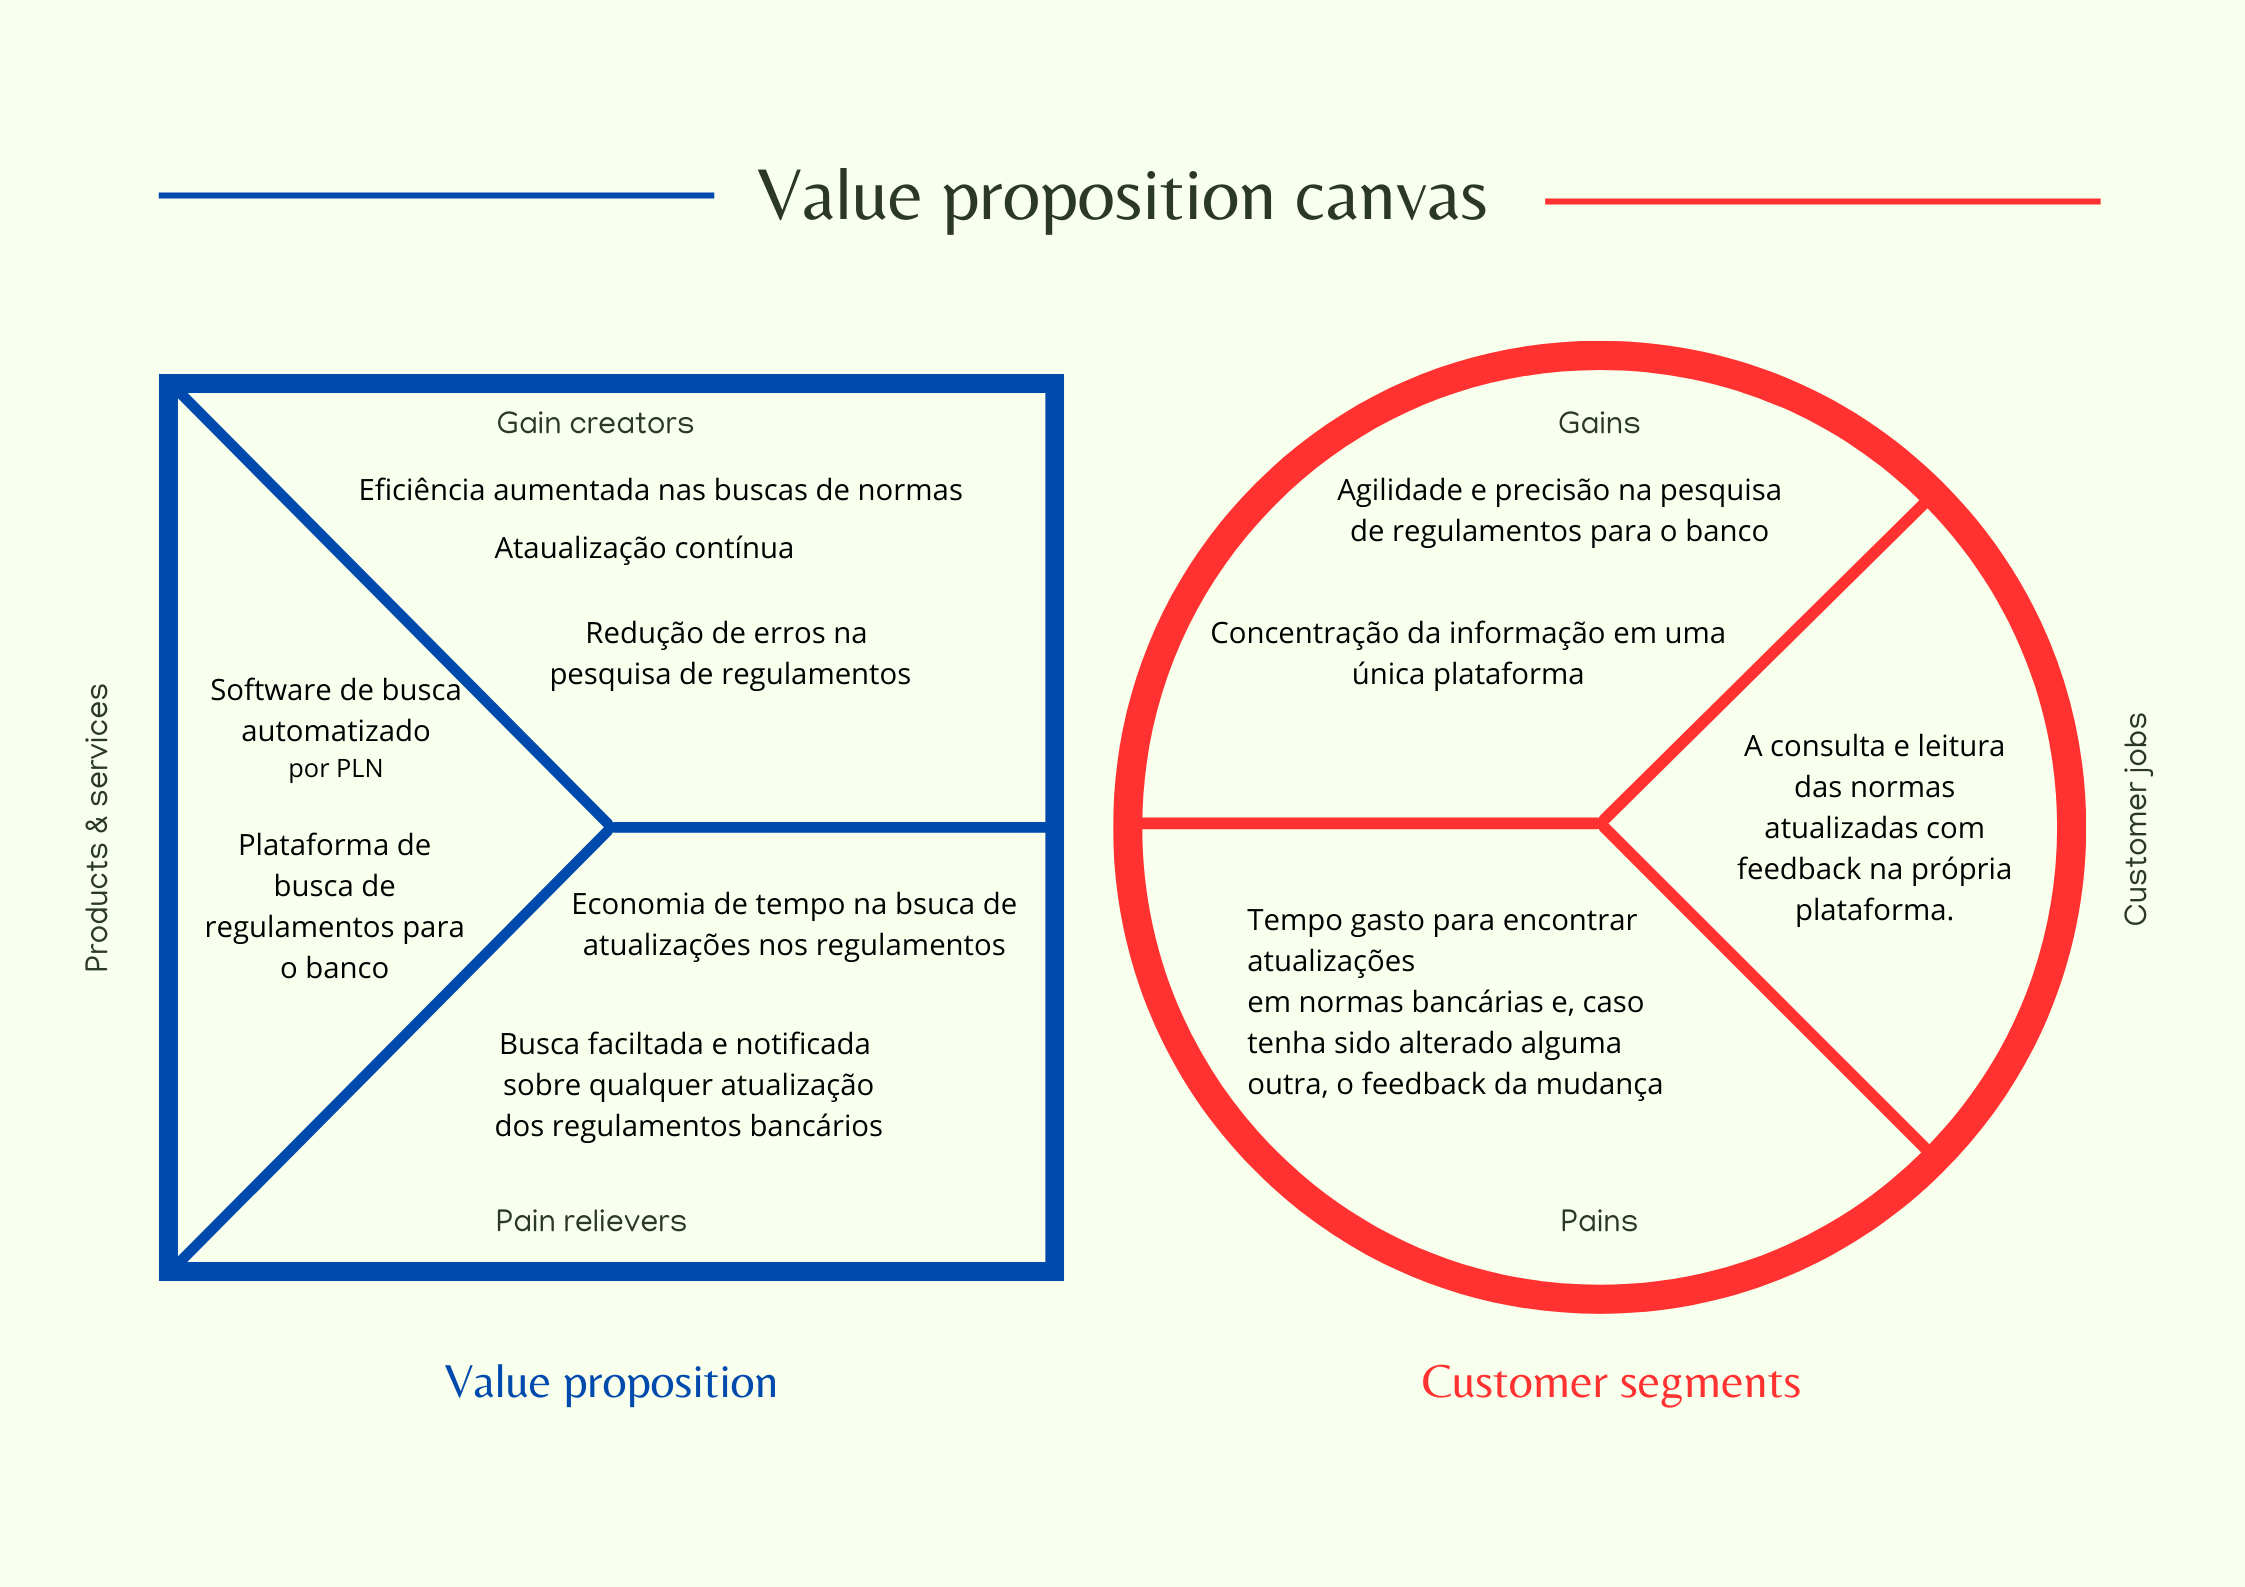 Value proposition canvas
Gain creators
Eficiência aumentada nas buscas de normas
Ataualização contínua
Redução de erros na
pesquisa de regulamentos
Products & services
Software de busca
automatizado
por PLN
Plataforma de
busca de
regulamentos para
o banco
Economia de tempo na bsuca de
atualizações nos regulamentos
Busca faciltada e notificada
sobre qualquer atualização
dos regulamentos bancários
Pain relievers
Value proposition
Gains
Agilidade e precisão na pesquisa
de regulamentos para o banco
Concentração da informação em uma
única plataforma
A consulta e leitura
das normas
atualizadas com
feedback na própria
plataforma.
Customer jobs
Tempo gasto para encontrar
atualizações
em normas bancárias e, caso
tenha sido alterado alguma
outra, o feedback da mudança
Pains
Customer segments